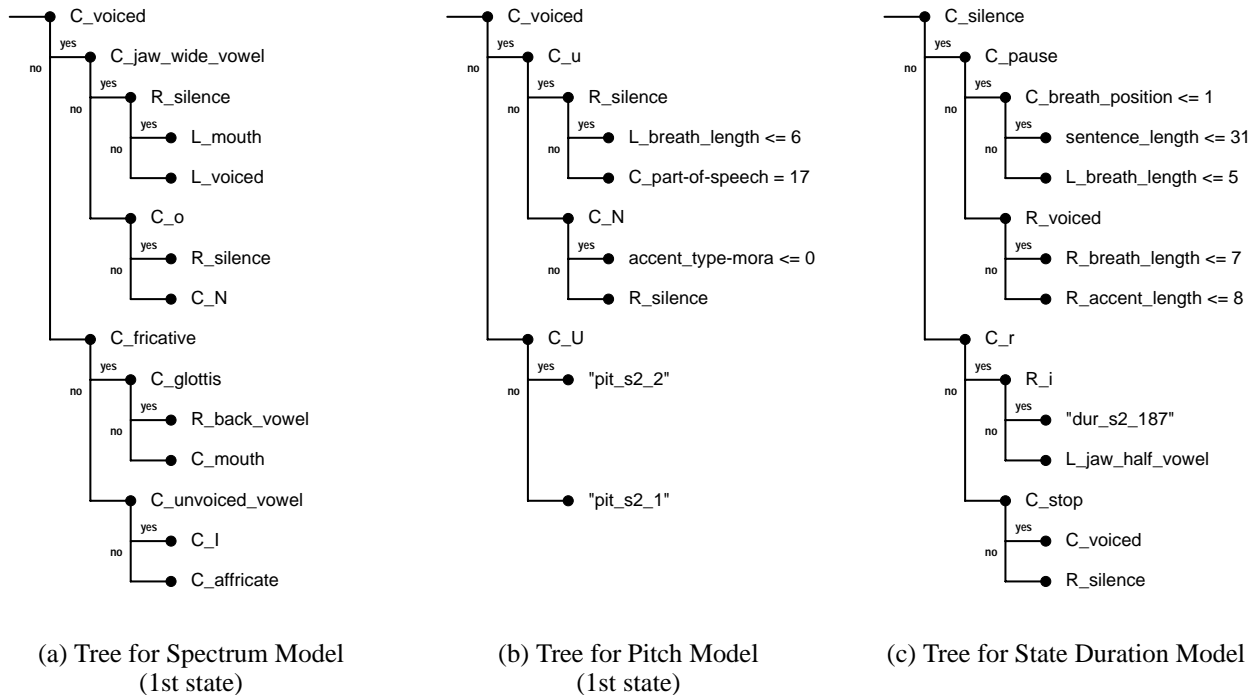 C_voiced
yes
no
C_jaw_wide_vowel
yes
no
R_silence
yes
no
L_mouth
L_voiced
C_o
yes
no
R_silence
C_N
C_fricative
yes
no
C_glottis
yes
no
R_back_vowel
C_mouth
C_unvoiced_vowel
yes
no
C_I
C_affricate
(a) Tree for Spectrum Model
(1st state)
C_voiced
yes
no
C_u
yes
no
R_silence
yes
no
L_breath_length <= 6
C_part-of-speech = 17
C_N
yes
no
accent_type-mora <= 0
R_silence
C_U
yes
no
"pit_s2_2"
"pit_s2_1"
(b) Tree for Pitch Model
(1st state)
C_silence
yes
no
C_pause
yes
no
C_breath_position <= 1
yes
no
sentence_length <= 31
L_breath_length <= 5
R_voiced
yes
no
R_breath_length <= 7
R_accent_length <= 8
C_r
yes
no
R_i
yes
no
"dur_s2_187"
L_jaw_half_vowel
C_stop
yes
no
C_voiced
R_silence
(c) Tree for State Duration Model